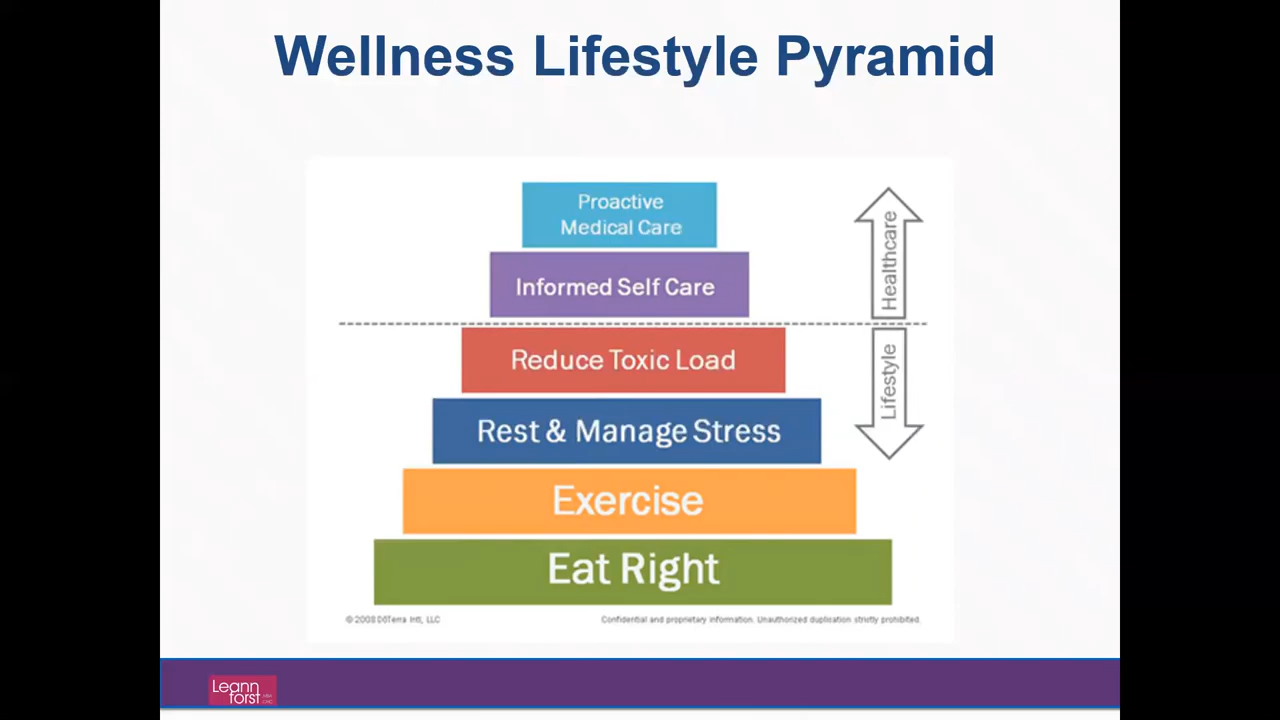 Wellness Lifestyle Pyramid
Proactive
Medical Care
Informed Self Care
Healthcare
Reduce Toxic Load
Lifestyle
Rest & Manage Stress
Exercise
Eat Right
© 2008 DōTerra Intl, LLC
Confidential and proprietary information. Unauthorized duplication strictly prohibited.
Leann
forst